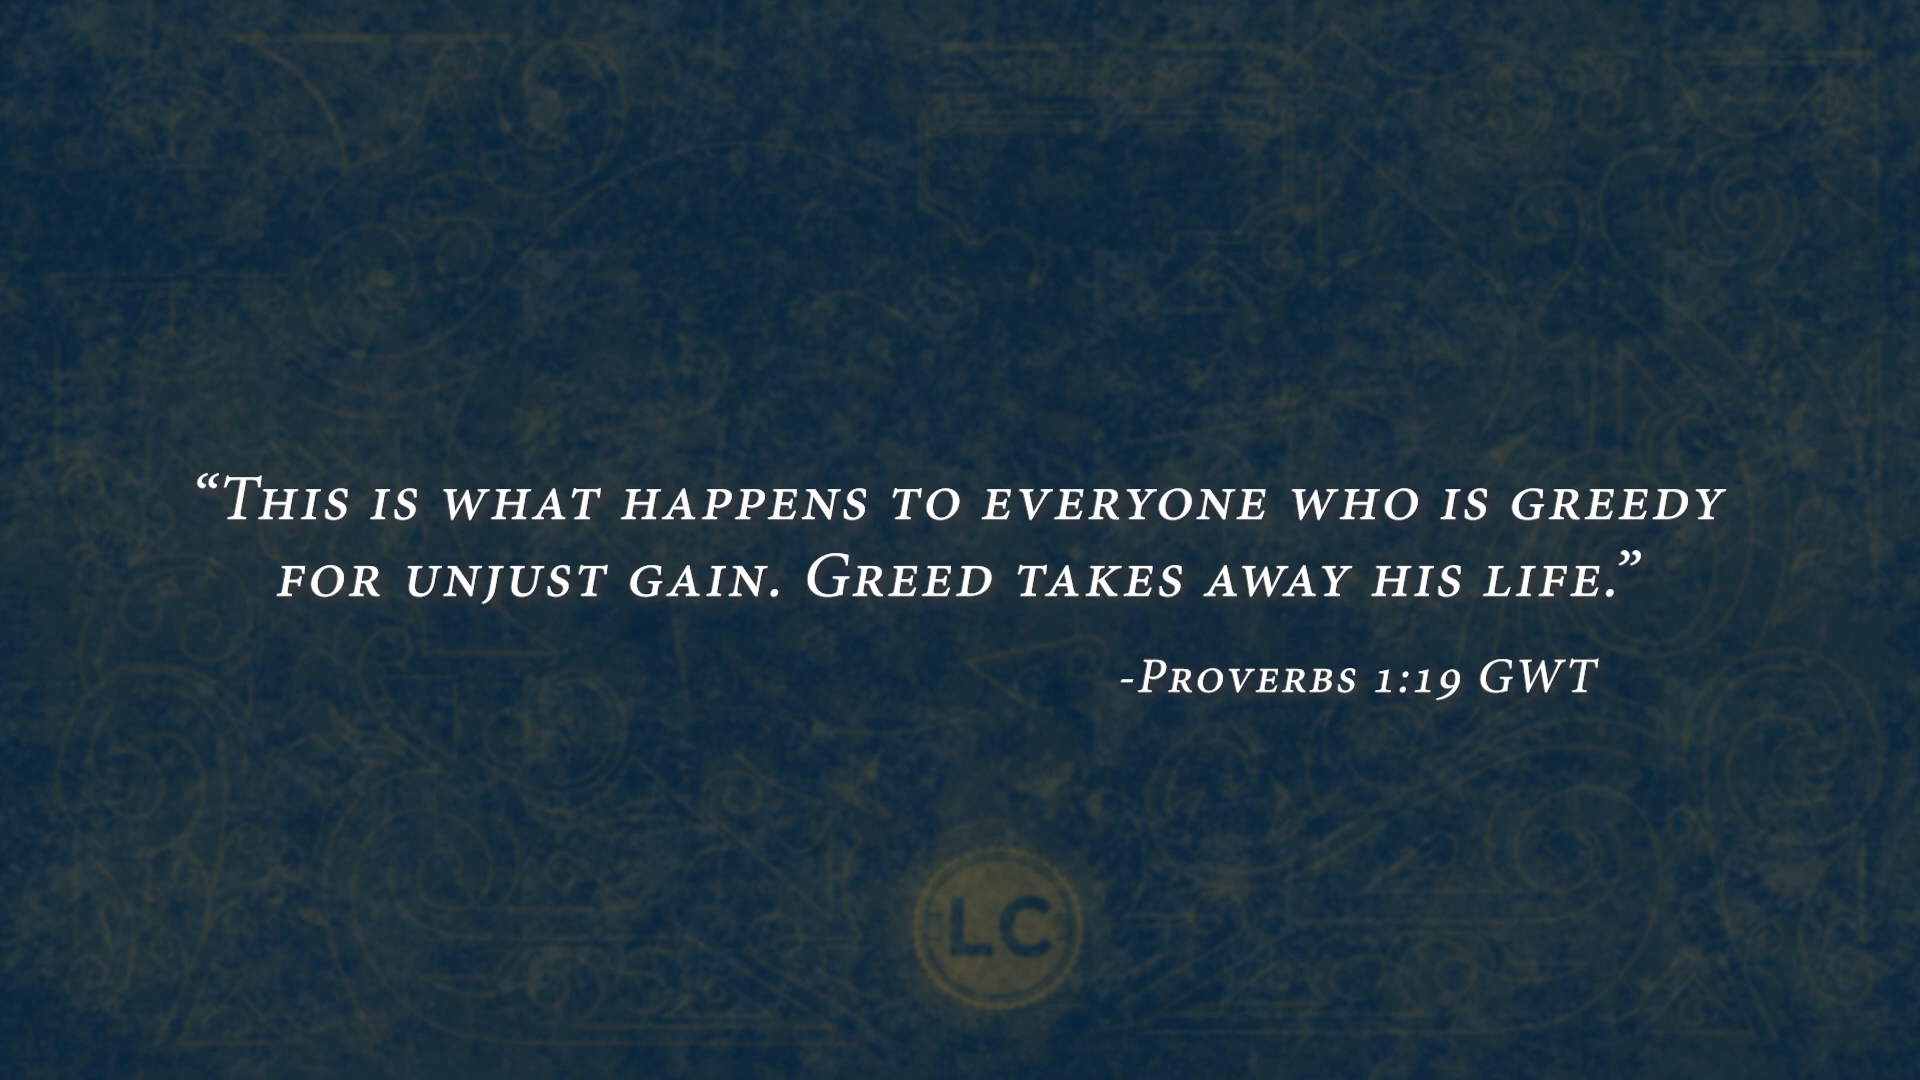 “This is what happens to everyone who is greedy
for unjust gain. Greed takes away his life.”
-Proverbs 1:19 GWT
LC